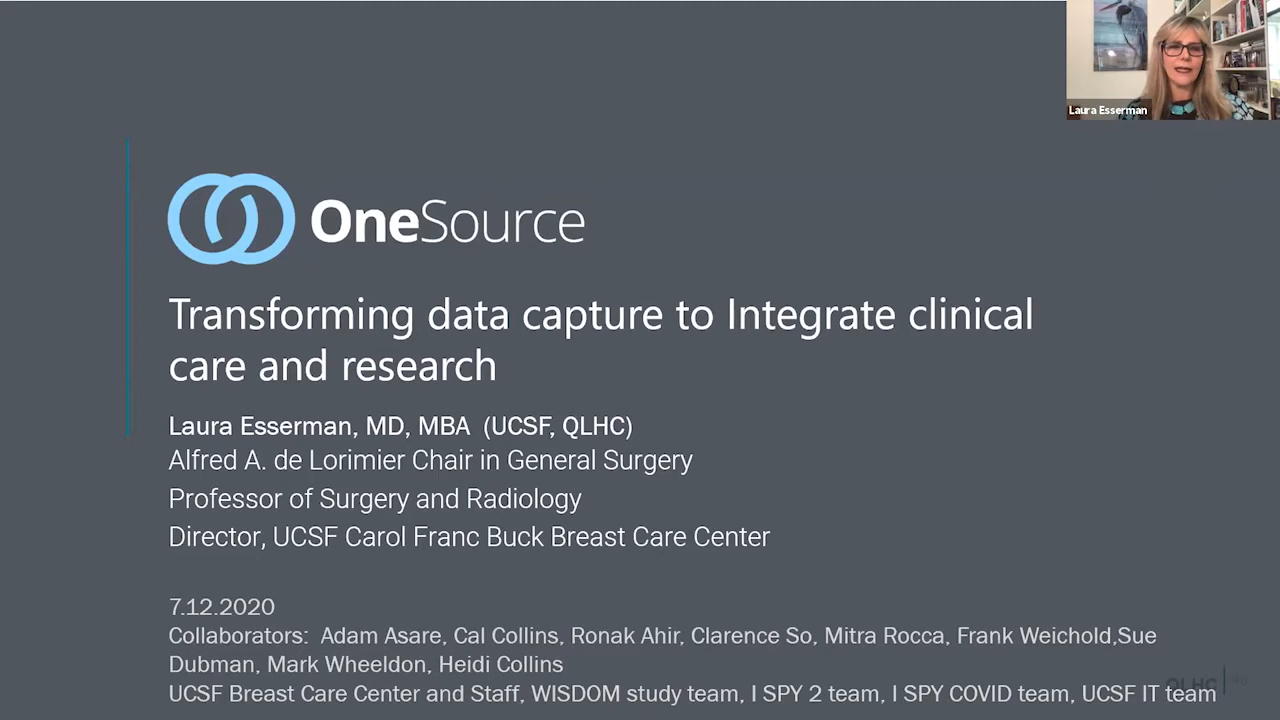 Laura Esserman
OneSource
Transforming data capture to Integrate clinical
care and research
Laura Esserman, MD, MBA (UCSF, QLHC)
Alfred A. de Lorimier Chair in General Surgery
Professor of Surgery and Radiology
Director, UCSF Carol Franc Buck Breast Care Center
7.12.2020
Collaborators: Adam Asare, Cal Collins, Ronak Ahir, Clarence So, Mitra Rocca, Frank Weichold,Sue
Dubman, Mark Wheeldon, Heidi Collins
UCSF Breast Care Center and Staff, WISDOM study team, I SPY 2 team, I SPY COVID team, UCSF IT team
QLHC